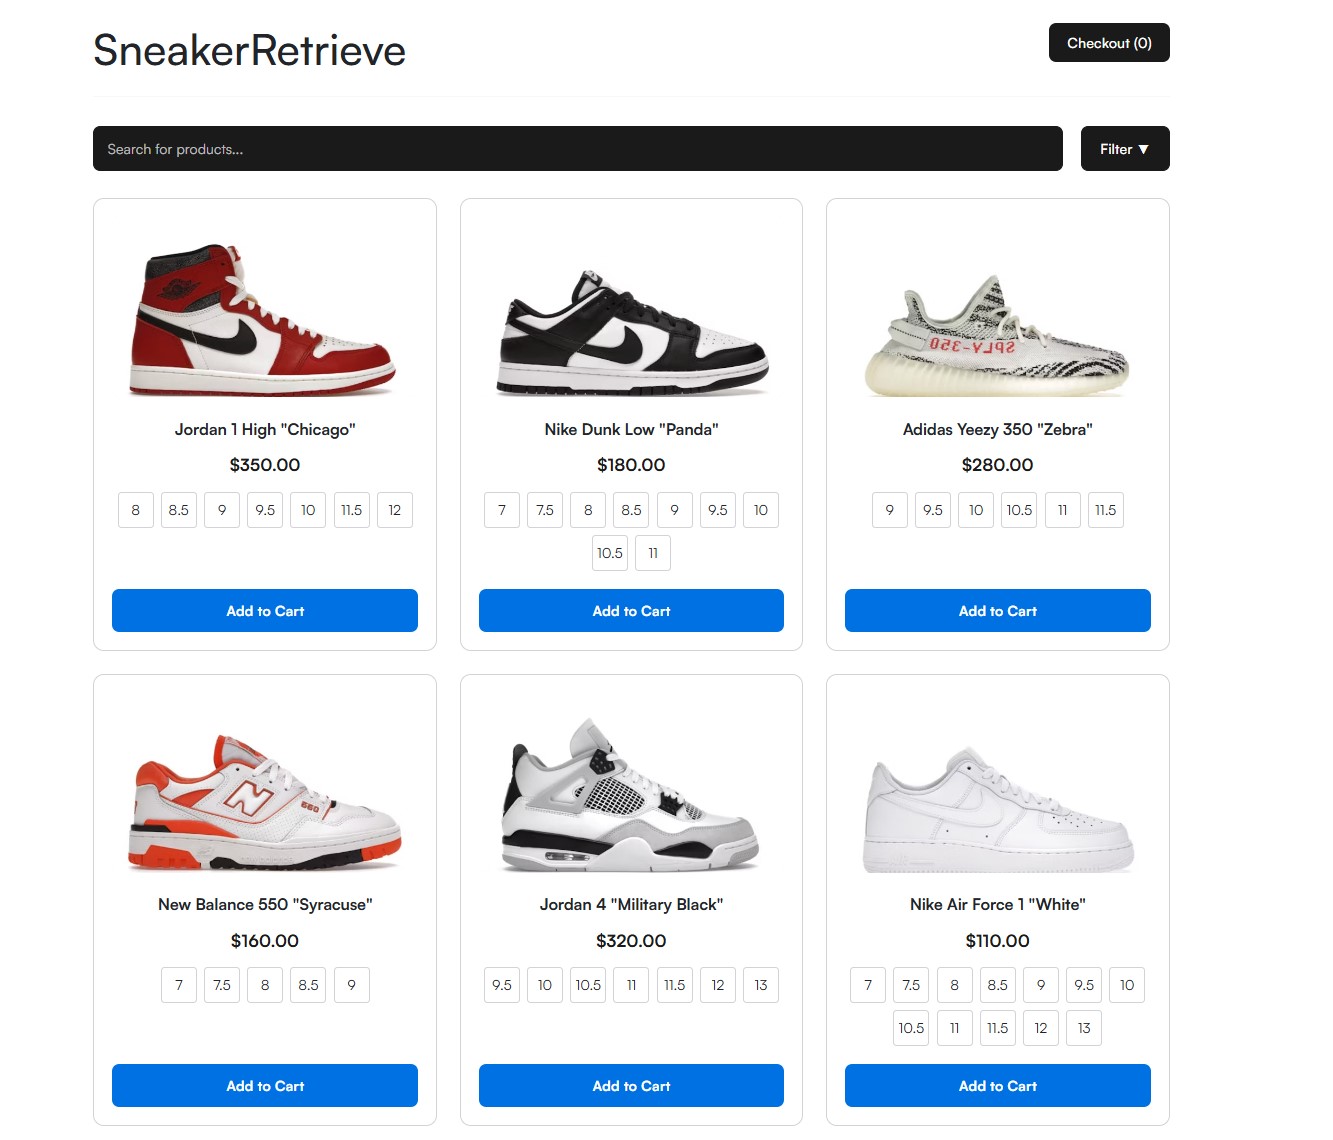 SneakerRetrieve
Checkout (0)
Search for products...
Filter ▼
SPLY-350
Jordan 1 High "Chicago"
$350.00
8 8.5 9 9.5 10 11.5 12
Add to Cart
Nike Dunk Low "Panda"
$180.00
7 7.5 8 8.5 9 9.5 10
10.5 11
Add to Cart
Adidas Yeezy 350 "Zebra"
$280.00
9 9.5 10 10.5 11 11.5
Add to Cart
N
550
New Balance 550 "Syracuse"
$160.00
7 7.5 8 8.5 9
Add to Cart
Jordan 4 "Military Black"
$320.00
9.5 10 10.5 11 11.5 12 13
Add to Cart
Nike Air Force 1 "White"
$110.00
7 7.5 8 8.5 9 9.5 10
10.5 11 11.5 12 13
Add to Cart